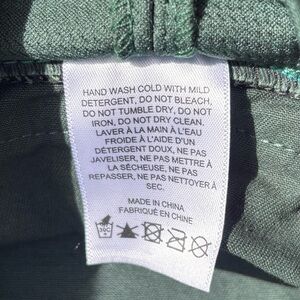 HAND WASH COLD WITH MILD
DETERGENT, DO NOT BLEACH,
DO NOT TUMBLE DRY, DO NOT
IRON, DO NOT DRY CLEAN.
LAVER À LA MAIN À L'EAU
FROIDE À L'AIDE D'UN
DÉTERGENT DOUX, NE PAS
JAVELISER, NE PAS METTRE À
LA SÉCHEUSE, NE PAS
REPASSER, NE PAS NETTOYER À
SEC.
MADE IN CHINA
FABRIQUÉ EN CHINE